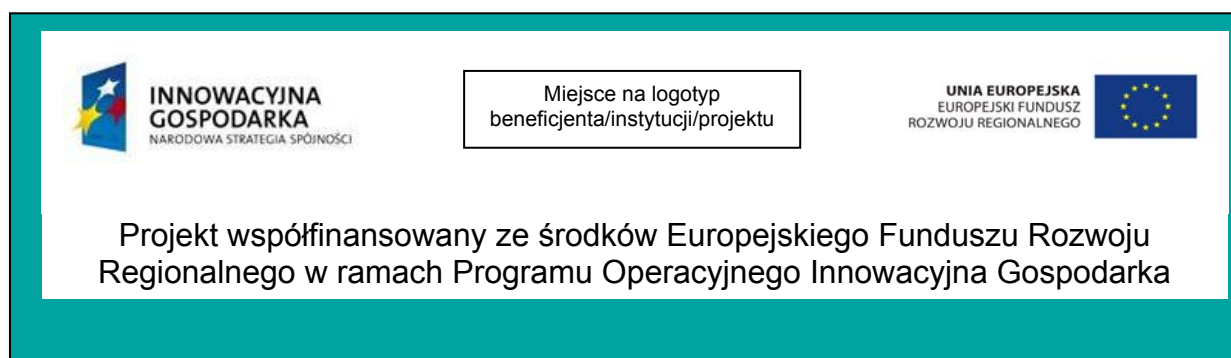 INNOWACYJNA
GOSPODARKA
NARODOWA STRATEGIA SPÓJNOŚCI
Miejsce na logotyp
beneficjenta/instytucji/projektu
UNIA EUROPEJSKA
EUROPEJSKI FUNDUSZ
ROZWOJU REGIONALNEGO
Projekt współfinansowany ze środków Europejskiego Funduszu Rozwoju
Regionalnego w ramach Programu Operacyjnego Innowacyjna Gospodarka